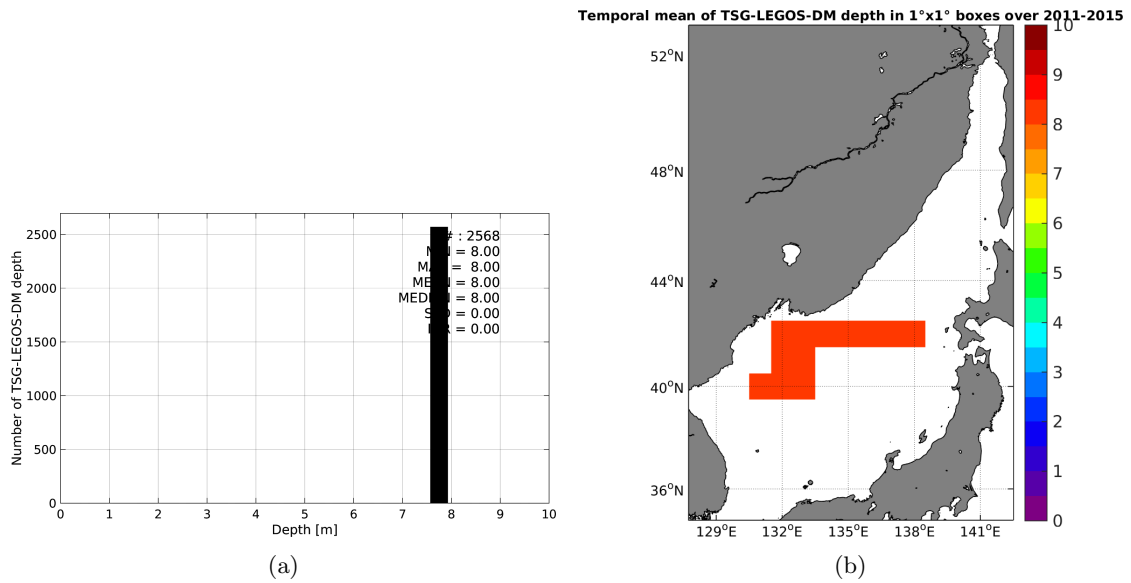 Temporal mean of TSG-LEGOS-DM depth in 1°x1° boxes over 2011-2015
Number of TSG-LEGOS-DM depth
2500
2000
1500
1000
500
0
# : 2568
= 8.00
= 8.00
= 8.00
= 8.00
= 0.00
= 0.00
0 1 2 3 4 5 6 7 8 9 10
Depth [m]
(a)
52°N
48°N
44°N
40°N
36°N
129°E 132°E 135°E 138°E 141°E
10
9
8
7
6
5
4
3
2
1
0
(b)